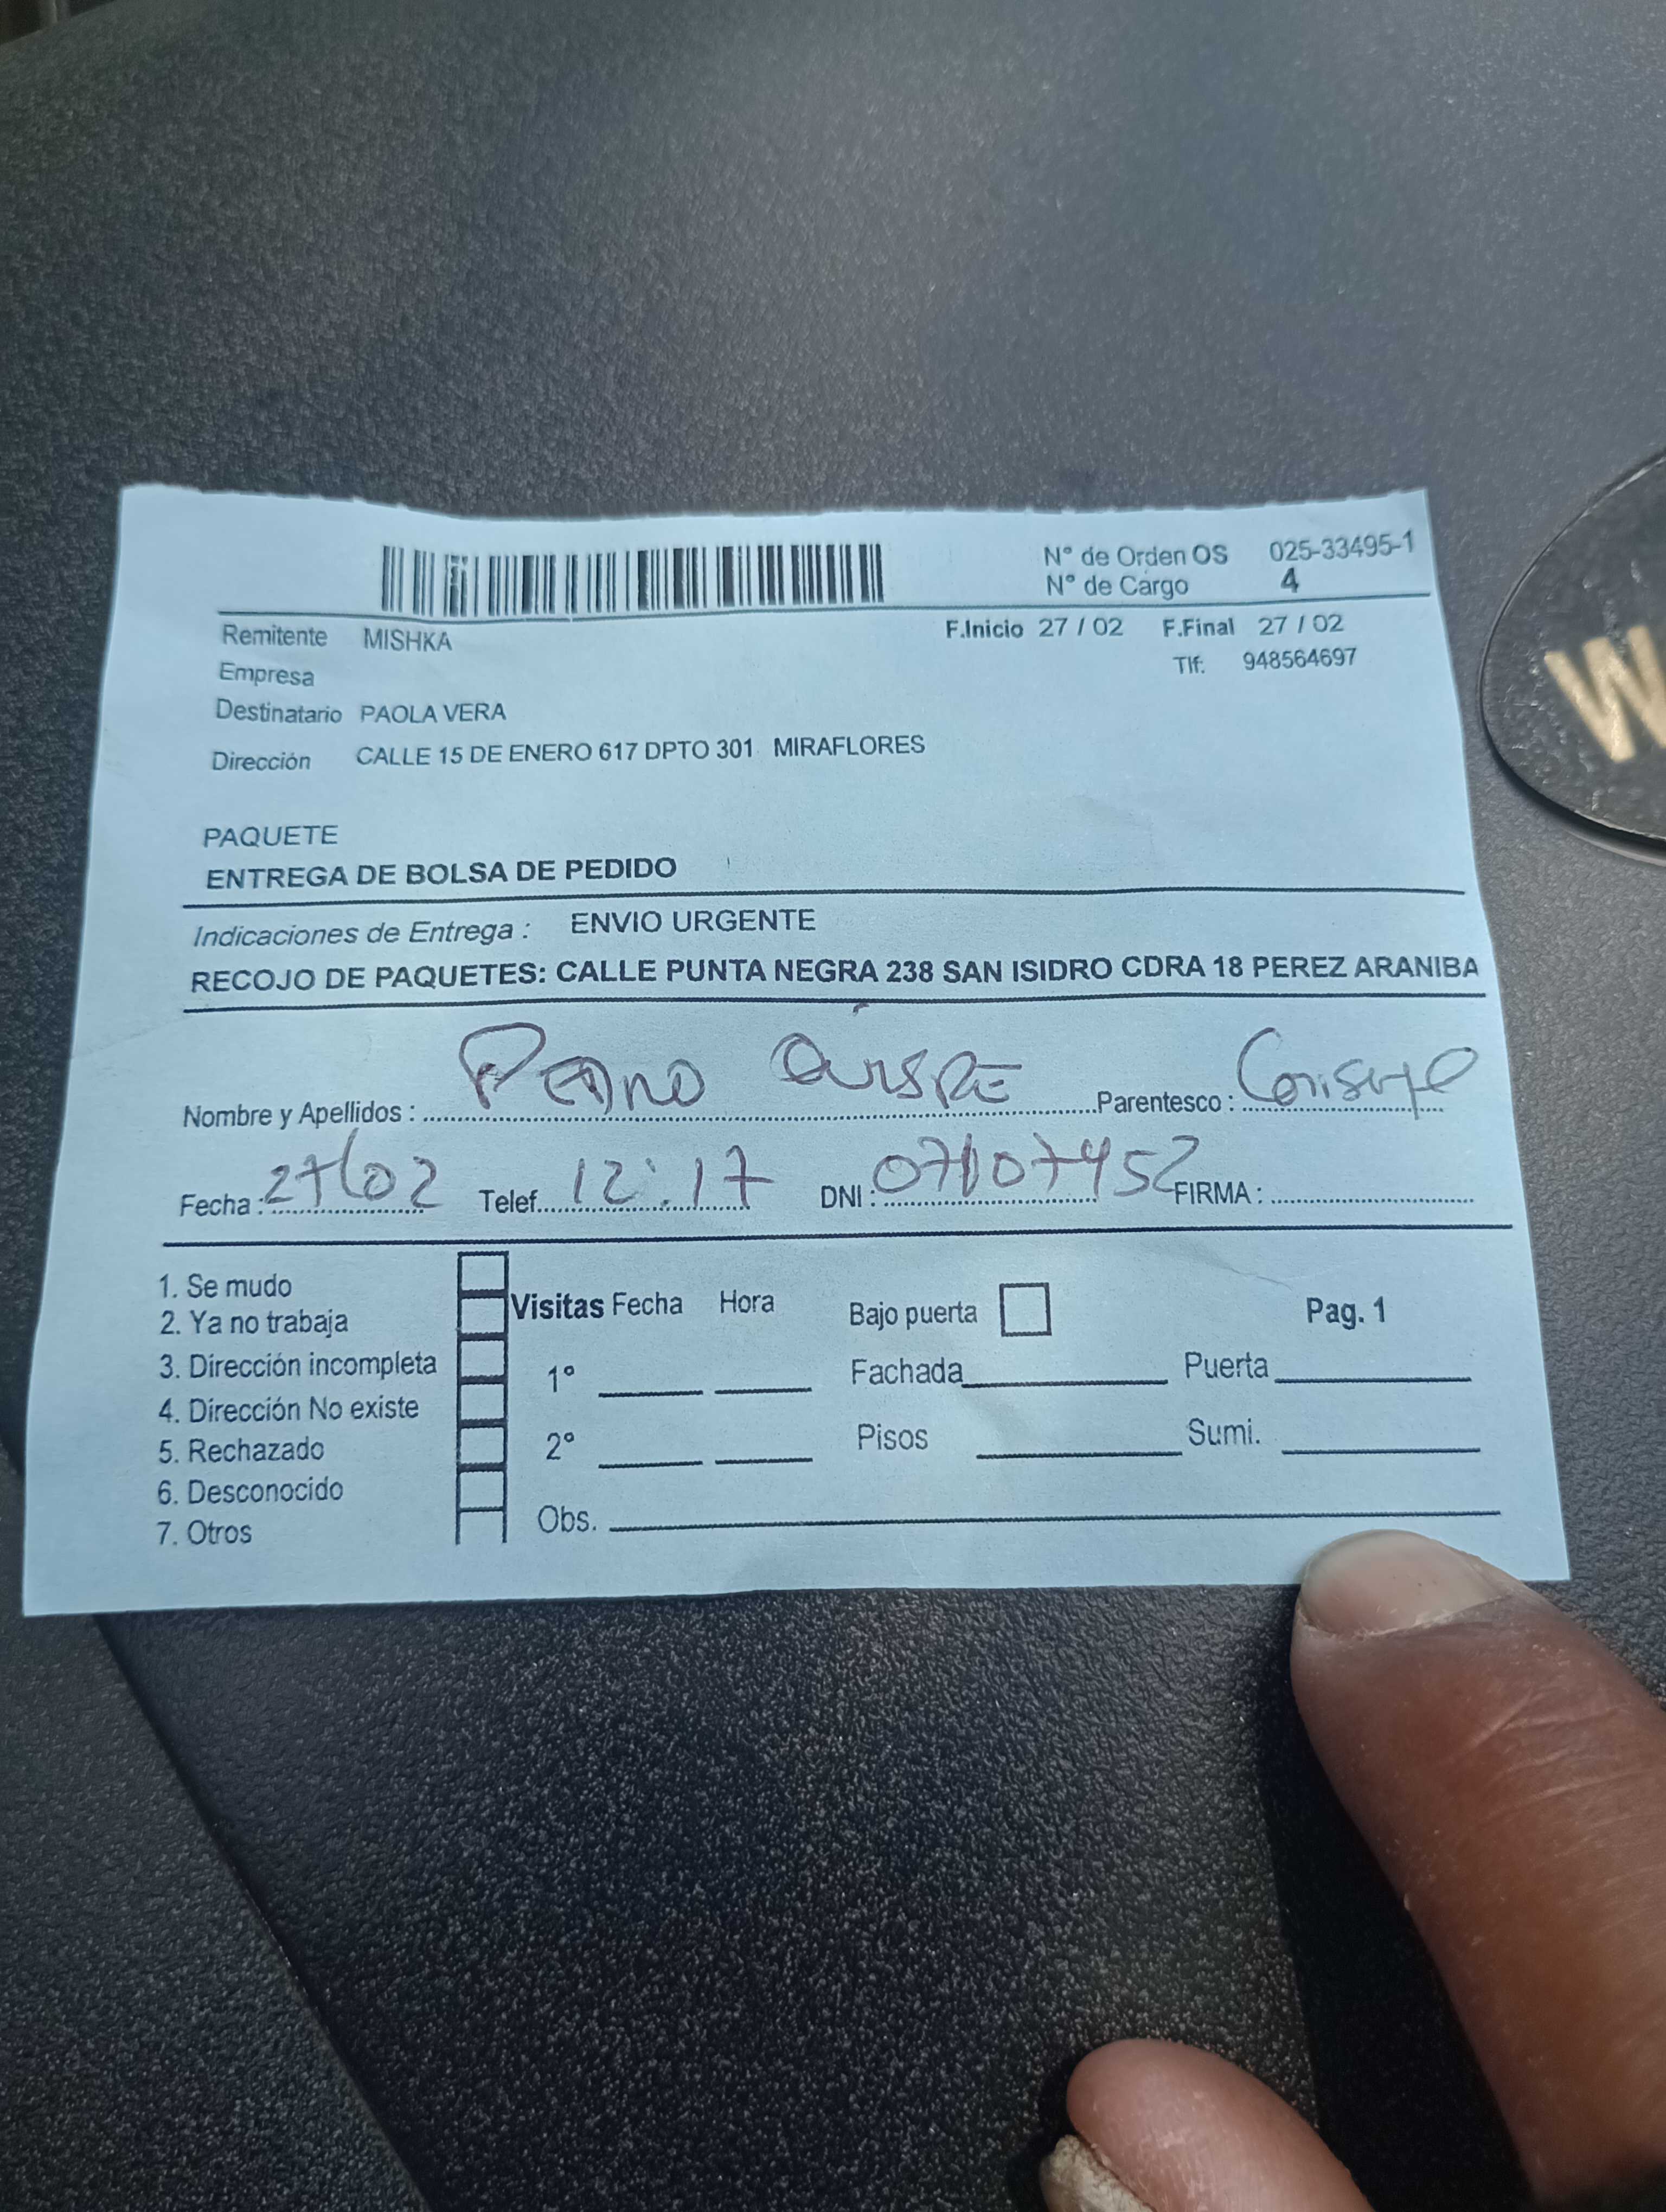 N° de Orden OS 025-33495-1
N° de Cargo 4
Remitente MISHKA F.Inicio 27 / 02 F.Final 27 / 02
Empresa Tlf: 948564697
Destinatario PAOLA VERA
Dirección CALLE 15 DE ENERO 617 DPTO 301 MIRAFLORES
PAQUETE
ENTREGA DE BOLSA DE PEDIDO
Indicaciones de Entrega : ENVIO URGENTE
RECOJO DE PAQUETES: CALLE PUNTA NEGRA 238 SAN ISIDRO CDRA 18 PEREZ ARANIBA
Nombre y Apellidos : Parentesco :
Fecha : 27/02 Telef. 12:17 DNI : 07107452 FIRMA :
1. Se mudo
2. Ya no trabaja Visitas Fecha Hora Bajo puerta Pag. 1
3. Dirección incompleta 1° Fachada Puerta
4. Dirección No existe
5. Rechazado 2° Pisos Sumi.
6. Desconocido
7. Otros Obs.
W